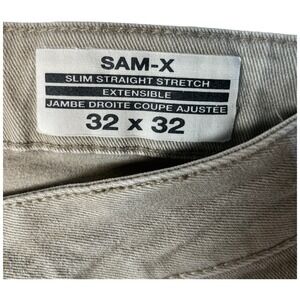 SAM-X
SLIM STRAIGHT STRETCH
EXTENSIBLE
JAMBE DROITE COUPE AJUSTÉE
32 x 32